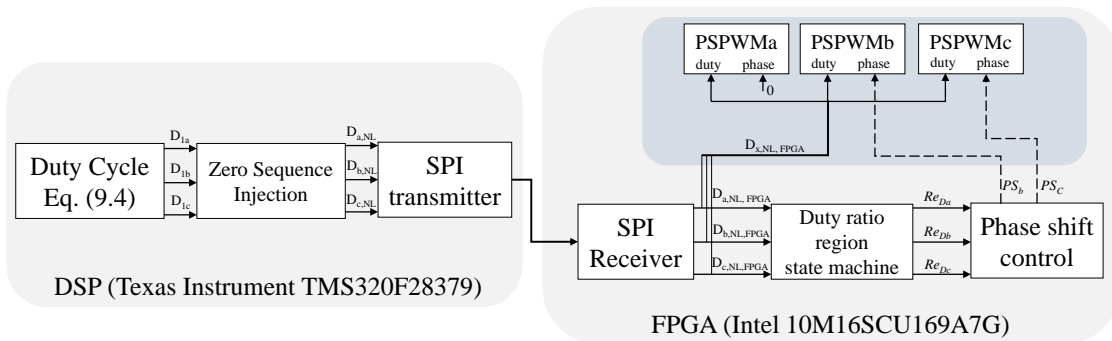 PSPWMa
duty phase
0
PSPWMb
duty phase
PSPWMc
duty phase
D1a
D1b
D1c
Duty Cycle
Eq. (9.4)
Zero Sequence
Injection
Da,NL
Db,NL
Dc,NL
SPI
transmitter
DSP (Texas Instrument TMS320F28379)
Dx,NL, FPGA
SPI
Receiver
Da,NL, FPGA
Db,NL,FPGA
Dc,NL,FPGA
Duty ratio
region
state machine
ReDa
ReDb
ReDc
PSb
PSC
Phase shift
control
FPGA (Intel 10M16SCU169A7G)